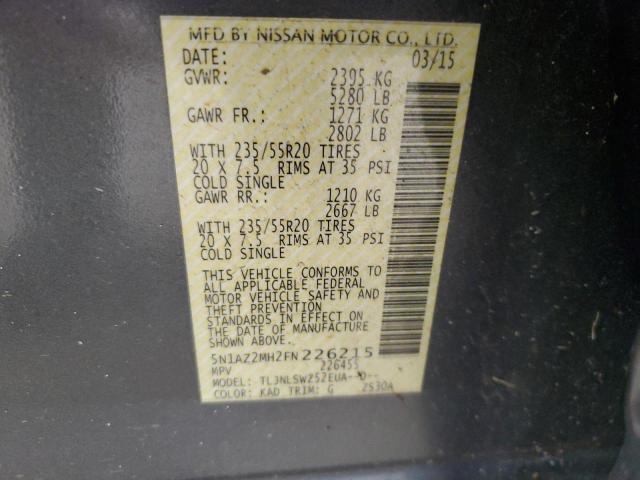 MFD BY NISSAN MOTOR CO., LTD.
DATE: 03/15
GVWR: 2395 KG
5280 LB
GAWR FR.: 1271 KG
2802 LB
WITH 235/55R20 TIRES
20 X 7.5 RIMS AT 35 PSI
COLD SINGLE
GAWR RR.: 1210 KG
2667 LB
WITH 235/55R20 TIRES
20 X 7.5 RIMS AT 35 PSI
COLD SINGLE
THIS VEHICLE CONFORMS TO
ALL APPLICABLE FEDERAL
MOTOR VEHICLE SAFETY AND
THEFT PREVENTION
STANDARDS IN EFFECT ON
THE DATE OF MANUFACTURE
SHOWN ABOVE.
5N1AZ2MH2FN226215
MPV 226455
MODEL: TL3NLSWZ52EUA--D--
COLOR: KAD TRIM: G 2S30A